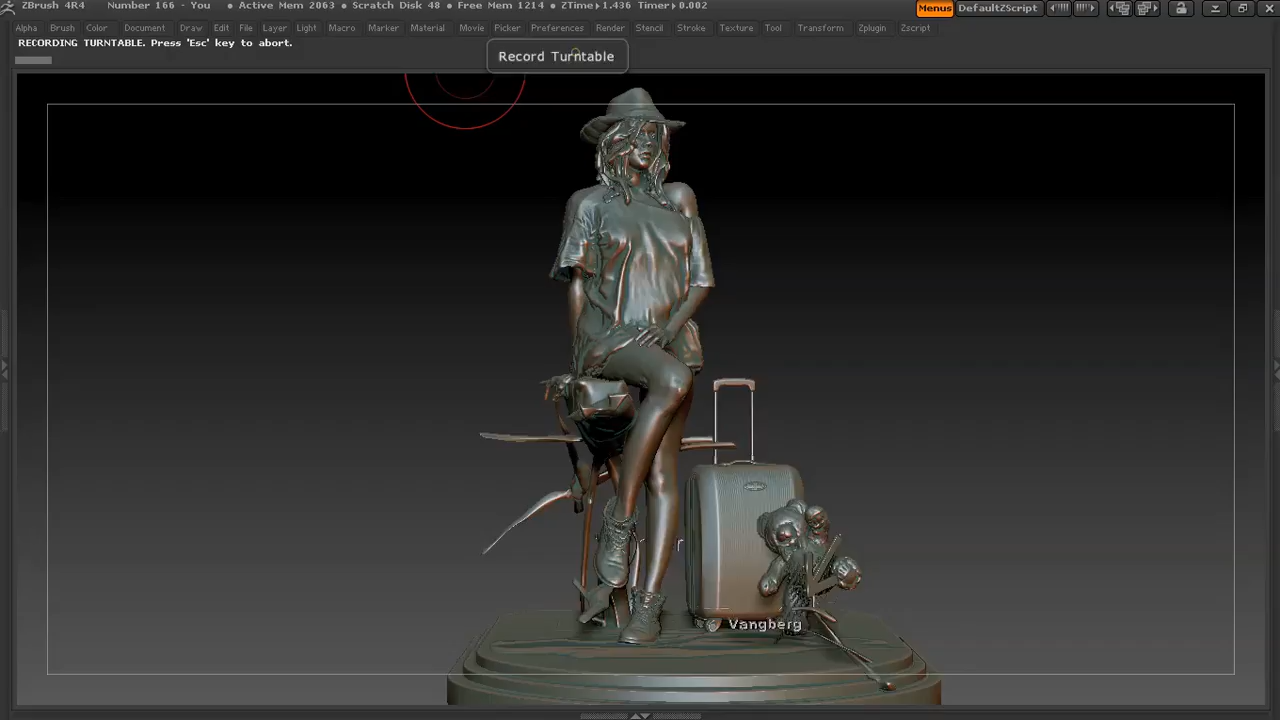 ZBrush 4R4 Number 166 - You • Active Mem 2063 • Scratch Disk 48 • Free Mem 1214 • ZTime▸1.436 Timer▸0.002 Menus DefaultZScript
Alpha Brush Color Document Draw Edit File Layer Light Macro Marker Material Movie Picker Preferences Render Stencil Stroke Texture Tool Transform Zplugin Zscript
RECORDING TURNTABLE. Press 'Esc' key to abort.
Record Turntable
Vangberg